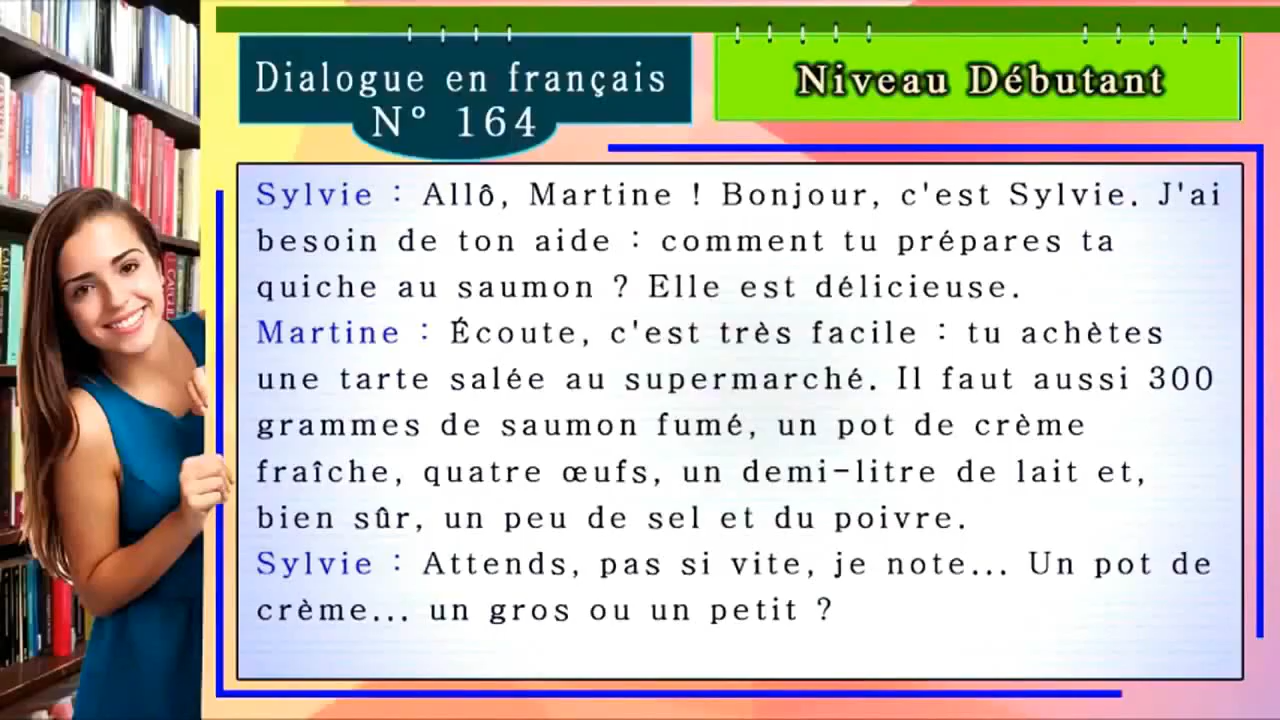 Dialogue en français
N° 164
Niveau Débutant
Sylvie : Allô, Martine ! Bonjour, c'est Sylvie. J'ai
besoin de ton aide : comment tu prépares ta
quiche au saumon ? Elle est délicieuse.
Martine : Écoute, c'est très facile : tu achètes
une tarte salée au supermarché. Il faut aussi 300
grammes de saumon fumé, un pot de crème
fraîche, quatre œufs, un demi-litre de lait et,
bien sûr, un peu de sel et du poivre.
Sylvie : Attends, pas si vite, je note... Un pot de
crème... un gros ou un petit ?